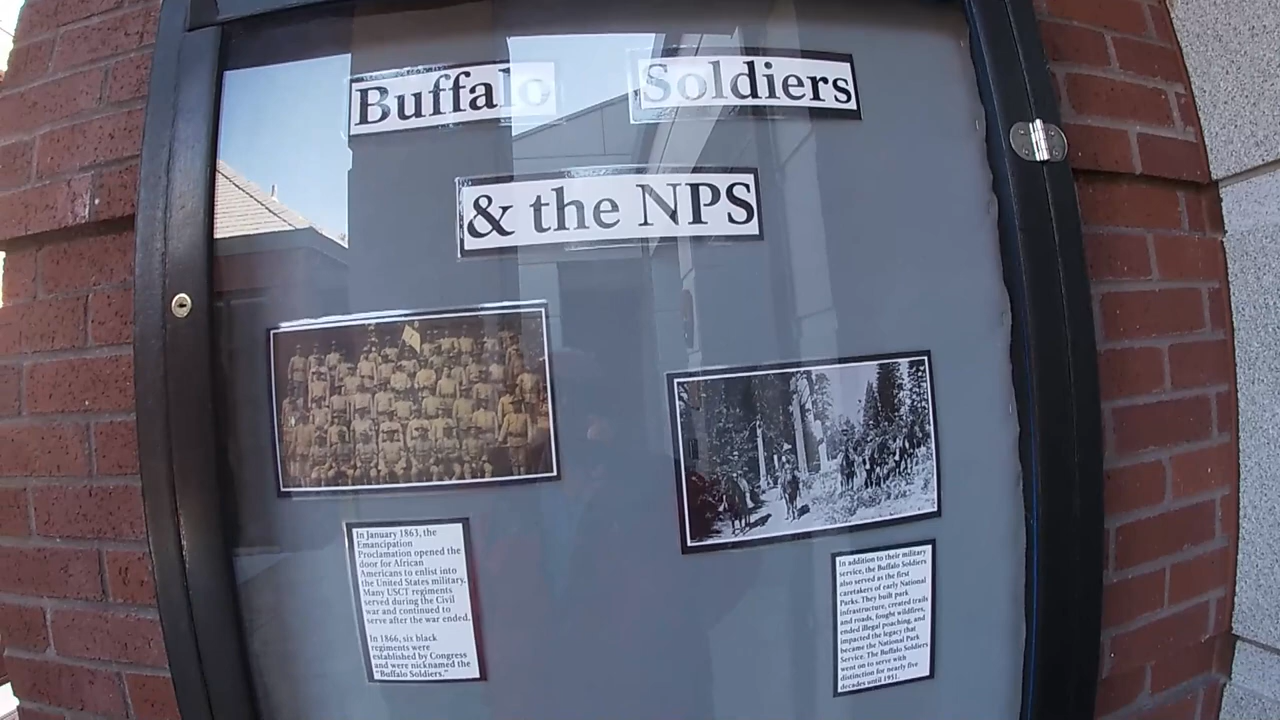 Buffalo Soldiers
& the NPS
In January 1863, the
Emancipation
Proclamation opened the
door for African
Americans to enlist into
the United States military.
Many USCT regiments
served during the Civil
war and continued to
serve after the war ended.
In 1866, six black
regiments were
established by Congress
and were nicknamed the
"Buffalo Soldiers."
In addition to their military
service, the Buffalo Soldiers
also served as the first
caretakers of early National
Parks. They built park
infrastructure, created trails
and roads, fought wildfires,
ended illegal poaching, and
impacted the legacy that
became the National Park
Service. The Buffalo Soldiers
went on to serve with
distinction for nearly five
decades until 1951.